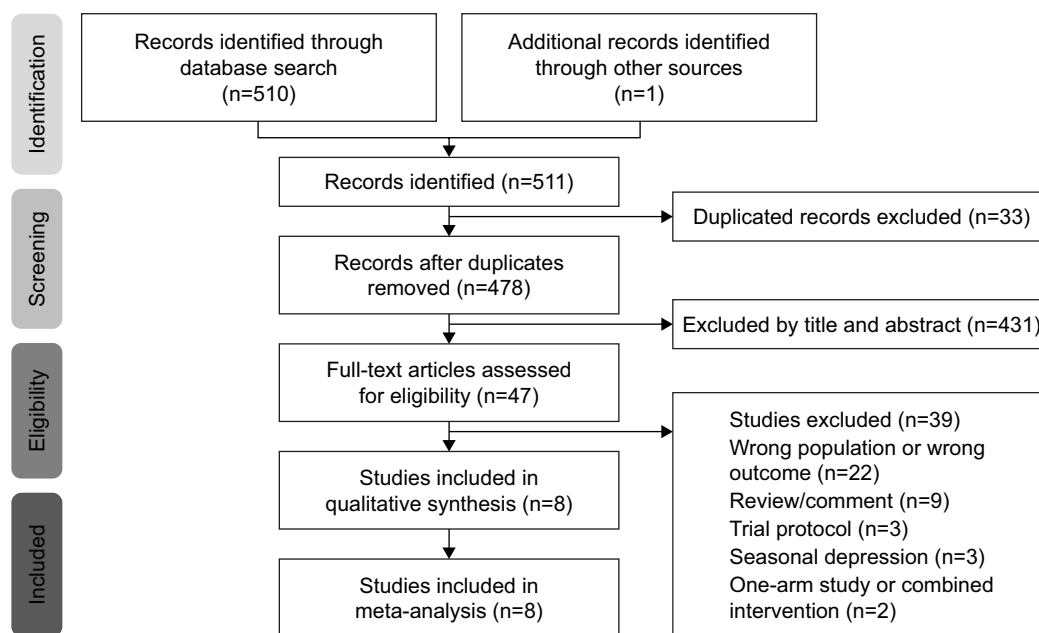 Identification
Records identified through
database search
(n=510)
Additional records identified
through other sources
(n=1)
Records identified (n=511)
Screening
Duplicated records excluded (n=33)
Records after duplicates
removed (n=478)
Excluded by title and abstract (n=431)
Eligibility
Full-text articles assessed
for eligibility (n=47)
Studies excluded (n=39)
Wrong population or wrong
outcome (n=22)
Review/comment (n=9)
Trial protocol (n=3)
Seasonal depression (n=3)
One-arm study or combined
intervention (n=2)
Studies included in
qualitative synthesis (n=8)
Included
Studies included in
meta-analysis (n=8)